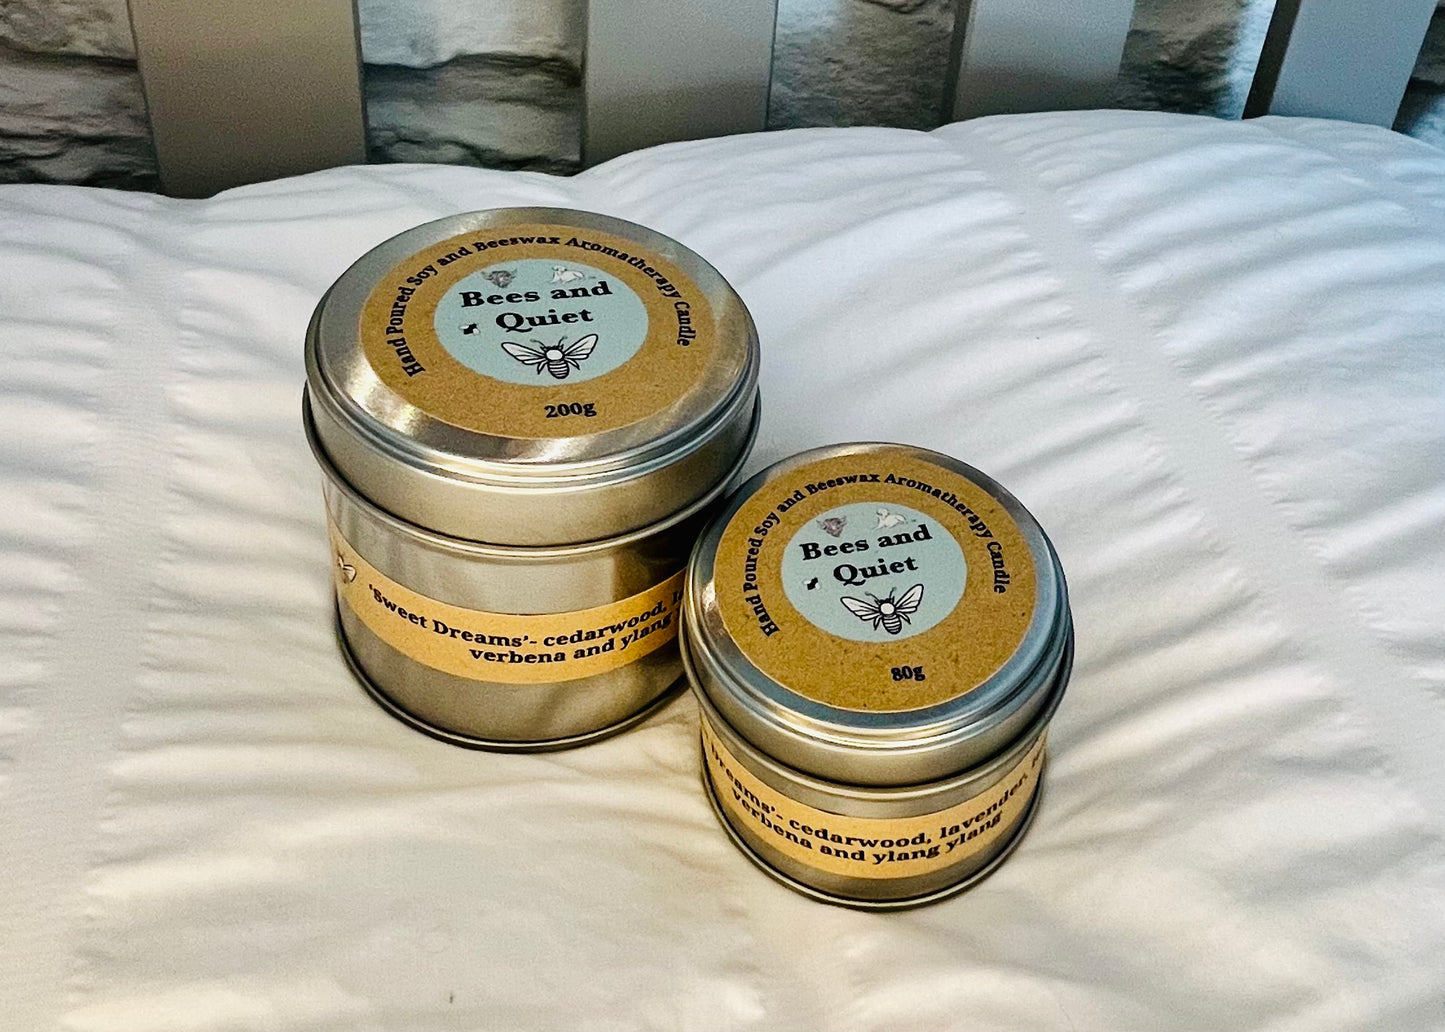 Hand Poured Soy and Beeswax Aromatherapy Candle
Bees and
Quiet
200g
'Sweet Dreams'- cedarwood,
verbena and ylang
Hand Poured Soy and Beeswax Aromatherapy Candle
Bees and
Quiet
80g
Dreams'- cedarwood, lavender,
verbena and ylang ylang